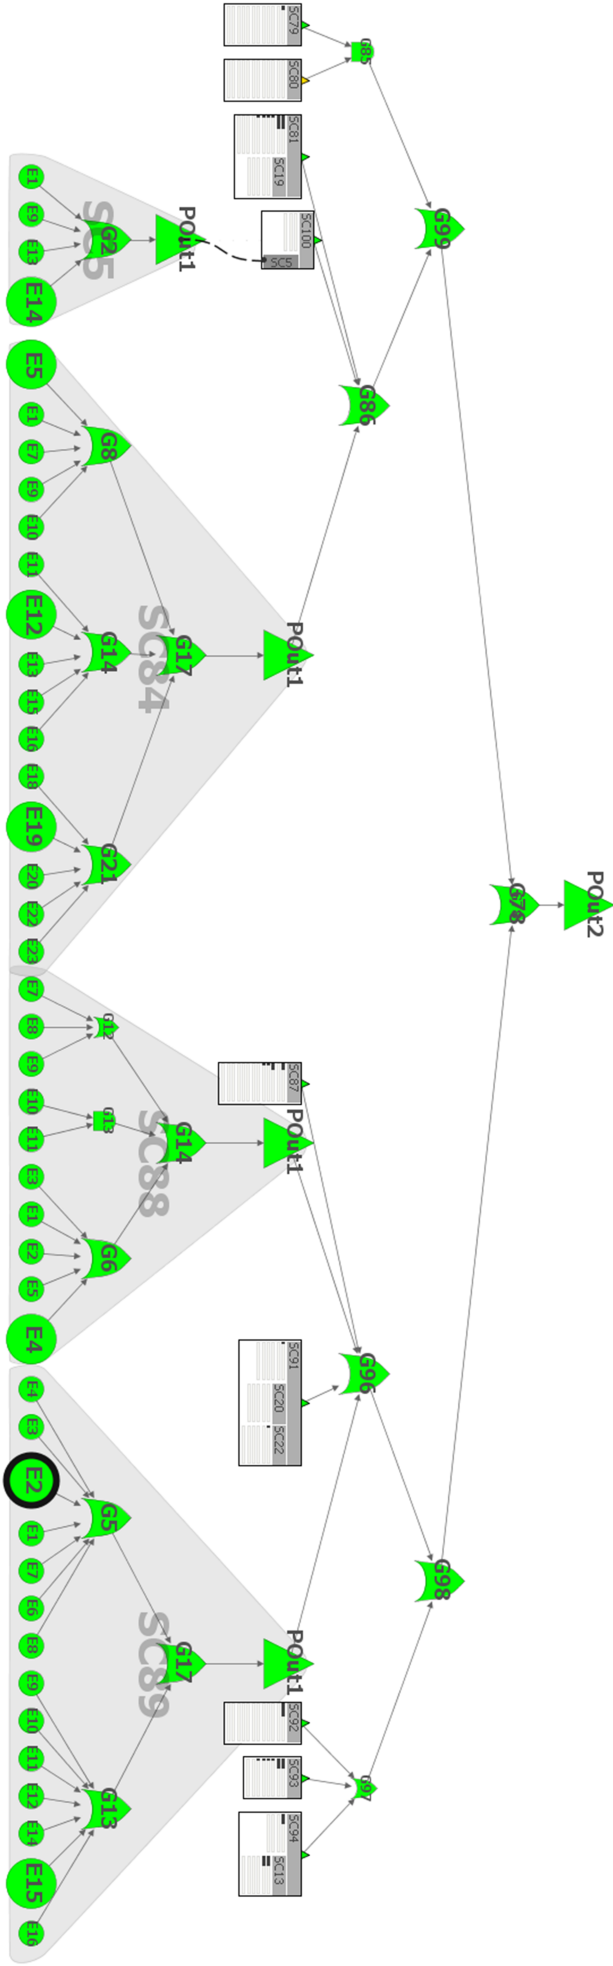 POut2
G78
G99
G98
G85
G86
G96
G97
SC79
SC80
SC81
SC19
SC100
SC5
POut1
SC87
POut1
SC91
SC20
SC22
POut1
SC92
SC93
SC94
SC13
POut1
G17
G14
G17
SC84
SC88
SC89
G2
SC5
G8
G14
G21
G12
G13
G6
G5
G13
E1
E9
E13
E14
E5
E1
E7
E9
E10
E11
E12
E13
E15
E16
E18
E19
E20
E22
E23
E7
E8
E9
E10
E11
E3
E1
E2
E5
E4
E4
E3
E2
E1
E7
E6
E8
E9
E10
E11
E12
E14
E15
E16